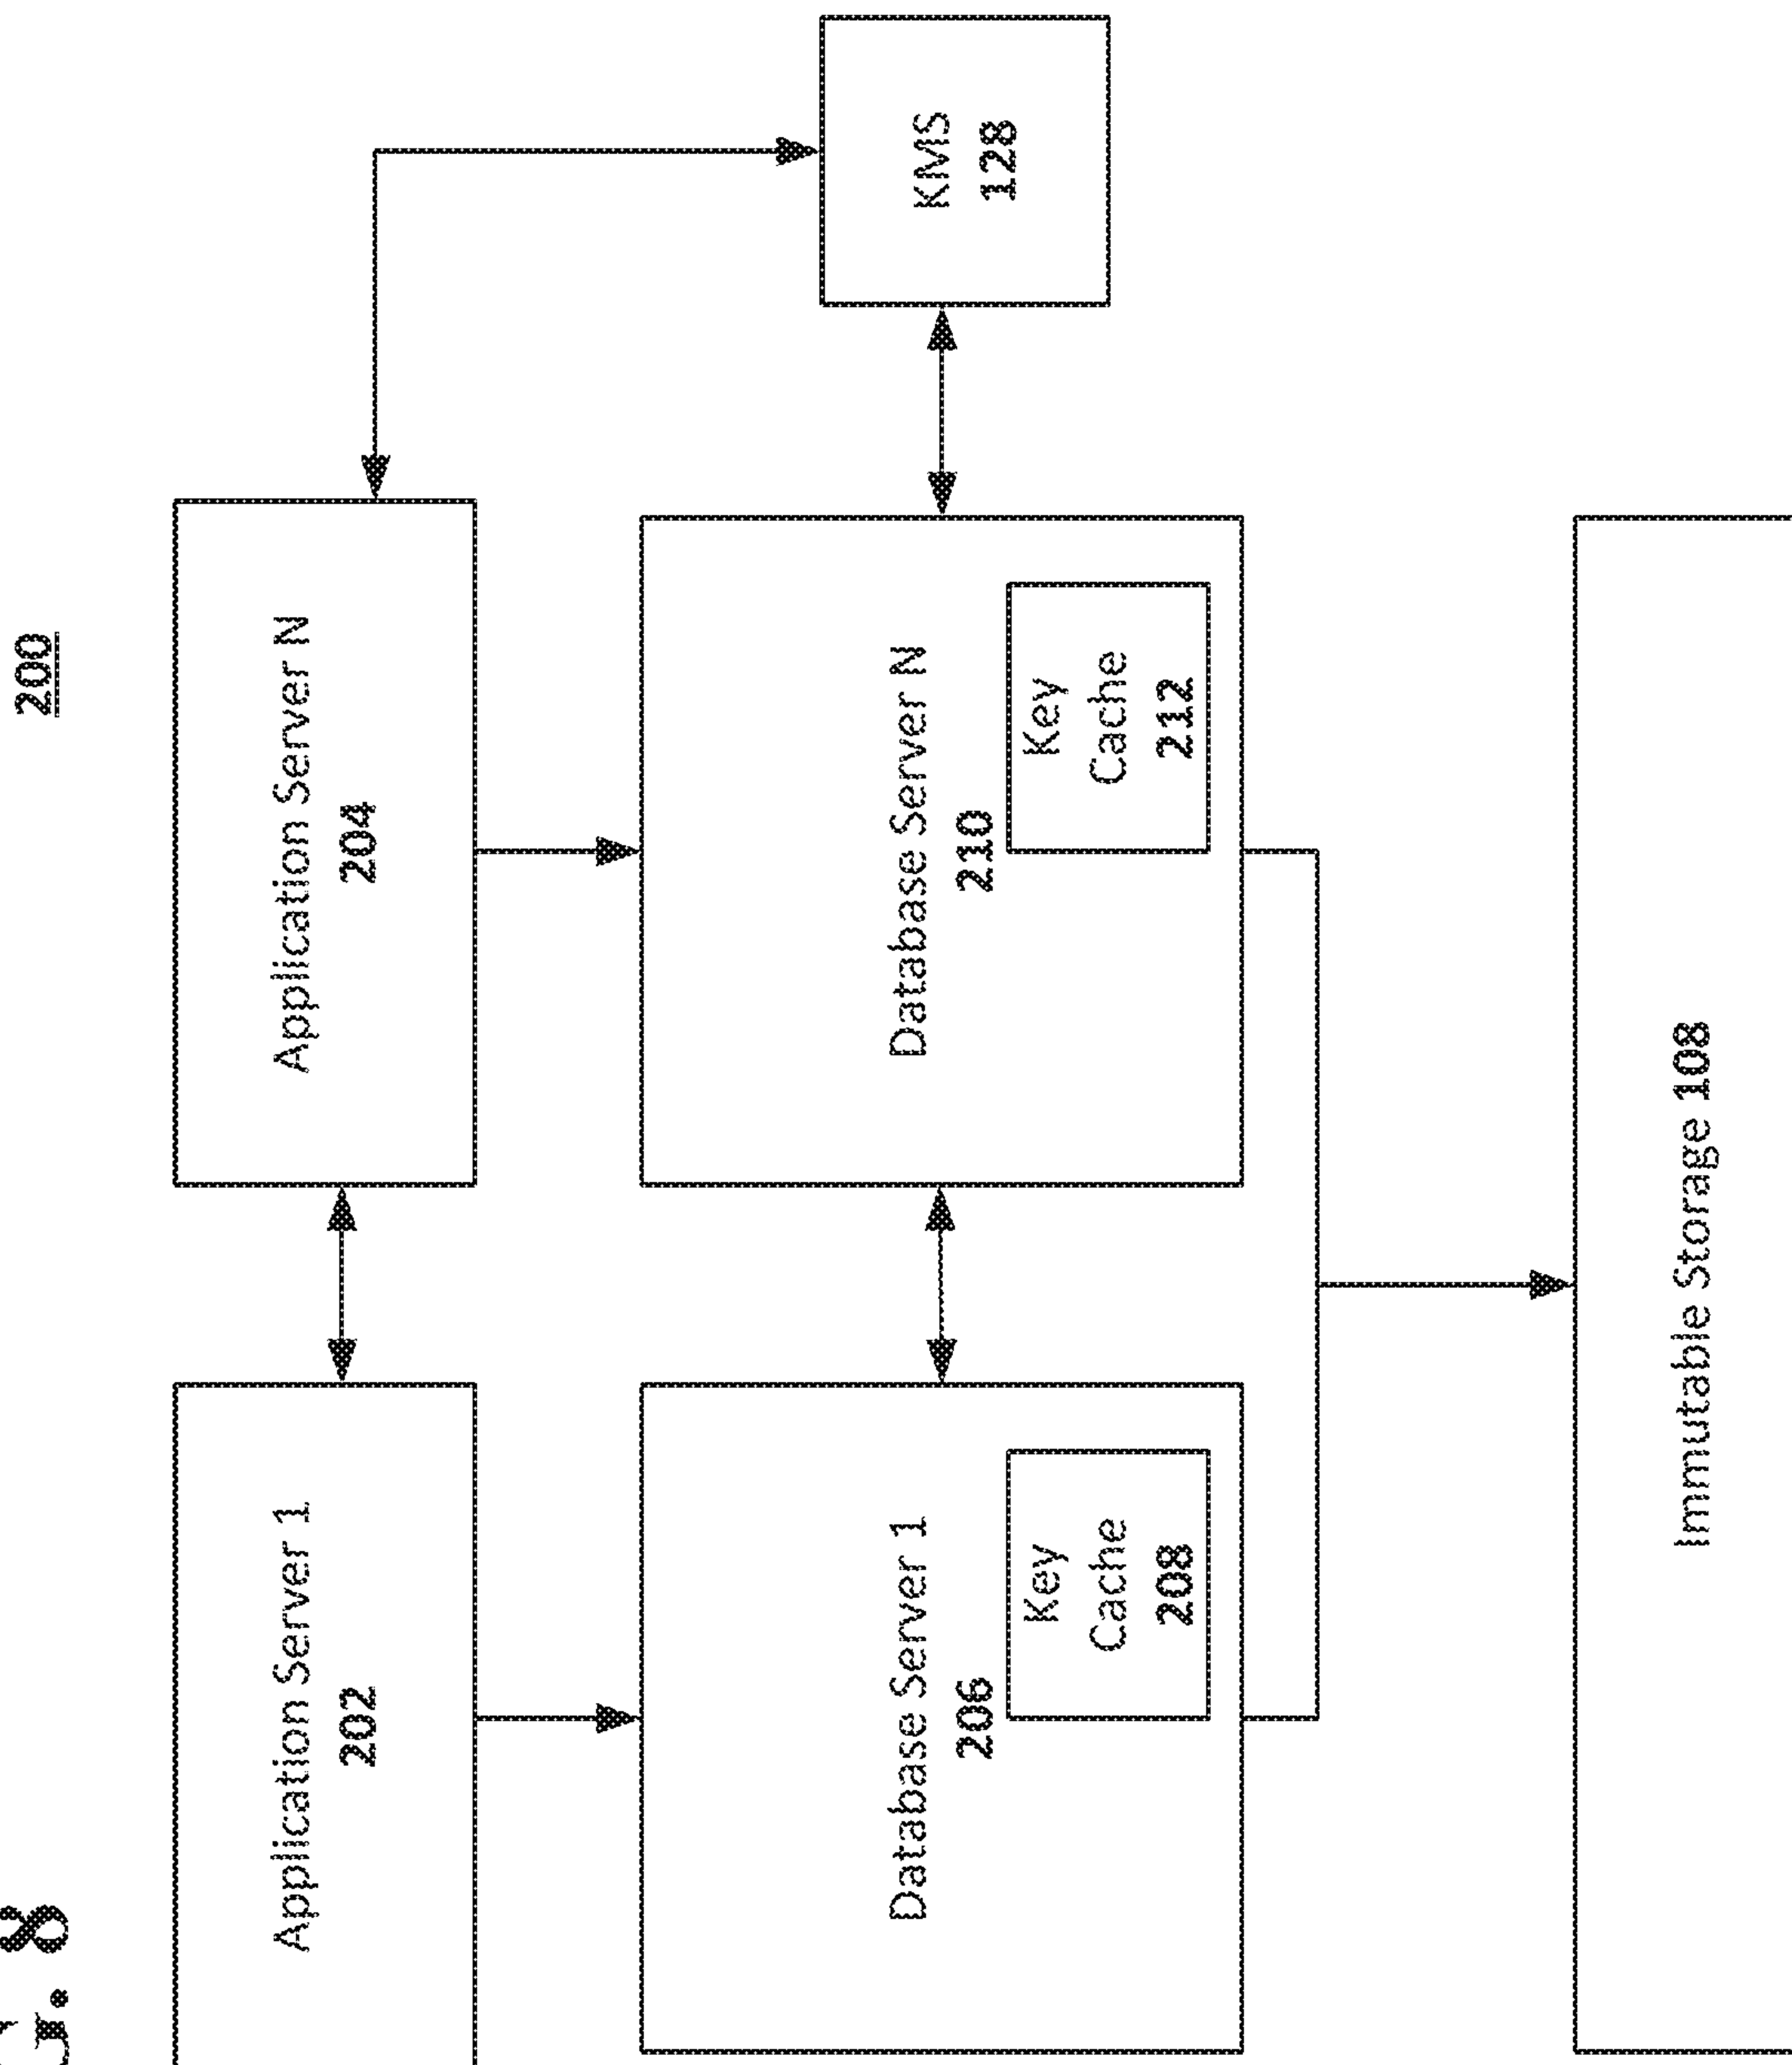 G. 8
200
Application Server 1
202
Application Server N
204
KMS
128
Database Server 1
206
Key
Cache
208
Database Server N
210
Key
Cache
212
Immutable Storage 108